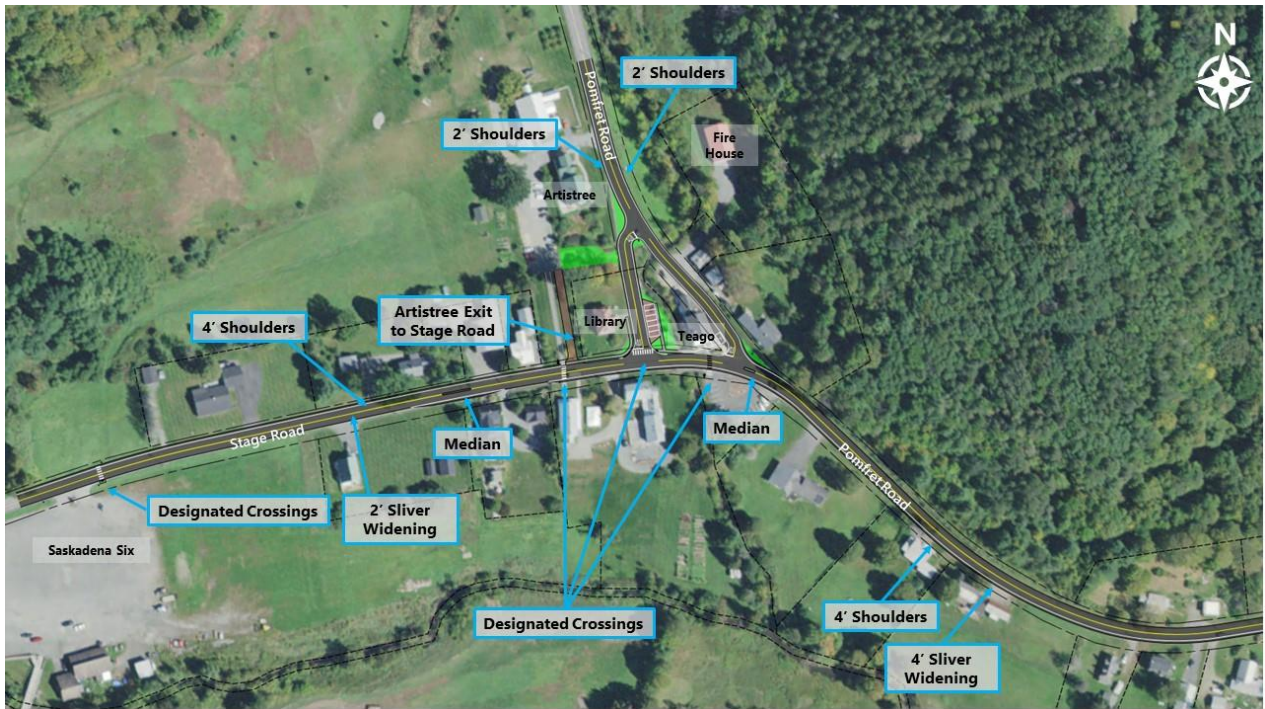 N
2' Shoulders
Pomfret Road
2' Shoulders
Fire
House
Artistree
Artistree Exit
to Stage Road
Library
4' Shoulders
Teago
Stage Road
Median
Median
Pomfret Road
Designated Crossings
2' Sliver
Widening
Saskadena Six
Designated Crossings
4' Shoulders
4' Sliver
Widening